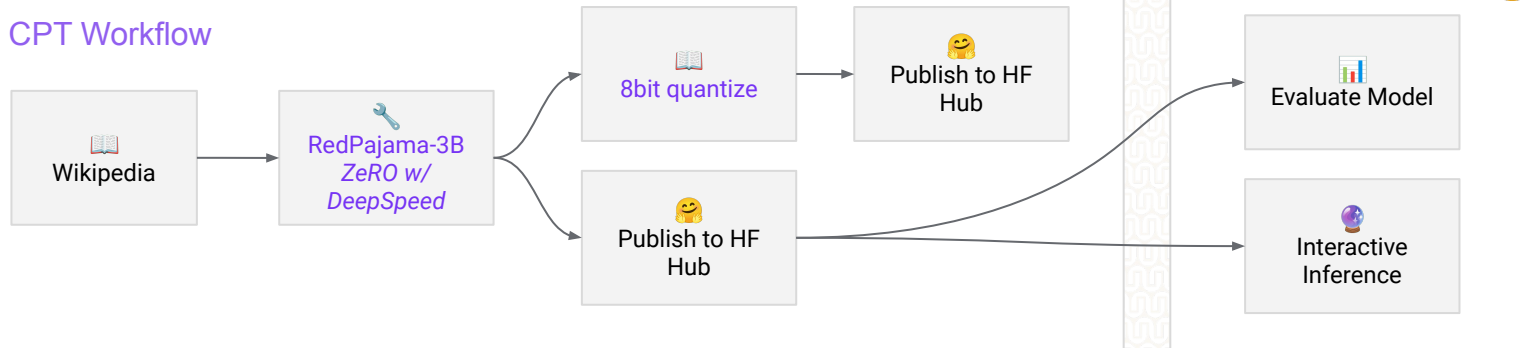 CPT Workflow
Wikipedia
RedPajama-3B
ZeRO w/
DeepSpeed
8bit quantize
Publish to HF
Hub
Publish to HF
Hub
Evaluate Model
Interactive
Inference